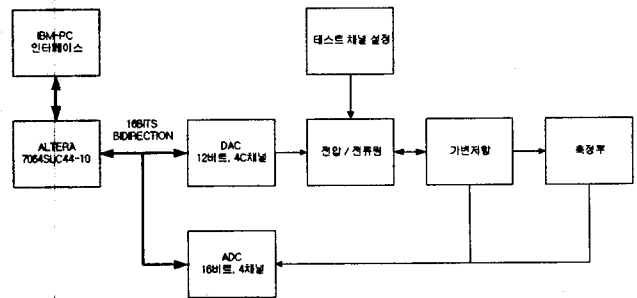 IBM-PC
인터페이스
테스트 채널 설정
16BITS
BIDIRECTION
ALTERA
7064SLC44-10
DAC
12비트, 4C채널
전압 / 전류원
가변저항
측정부
ADC
16비트, 4채널